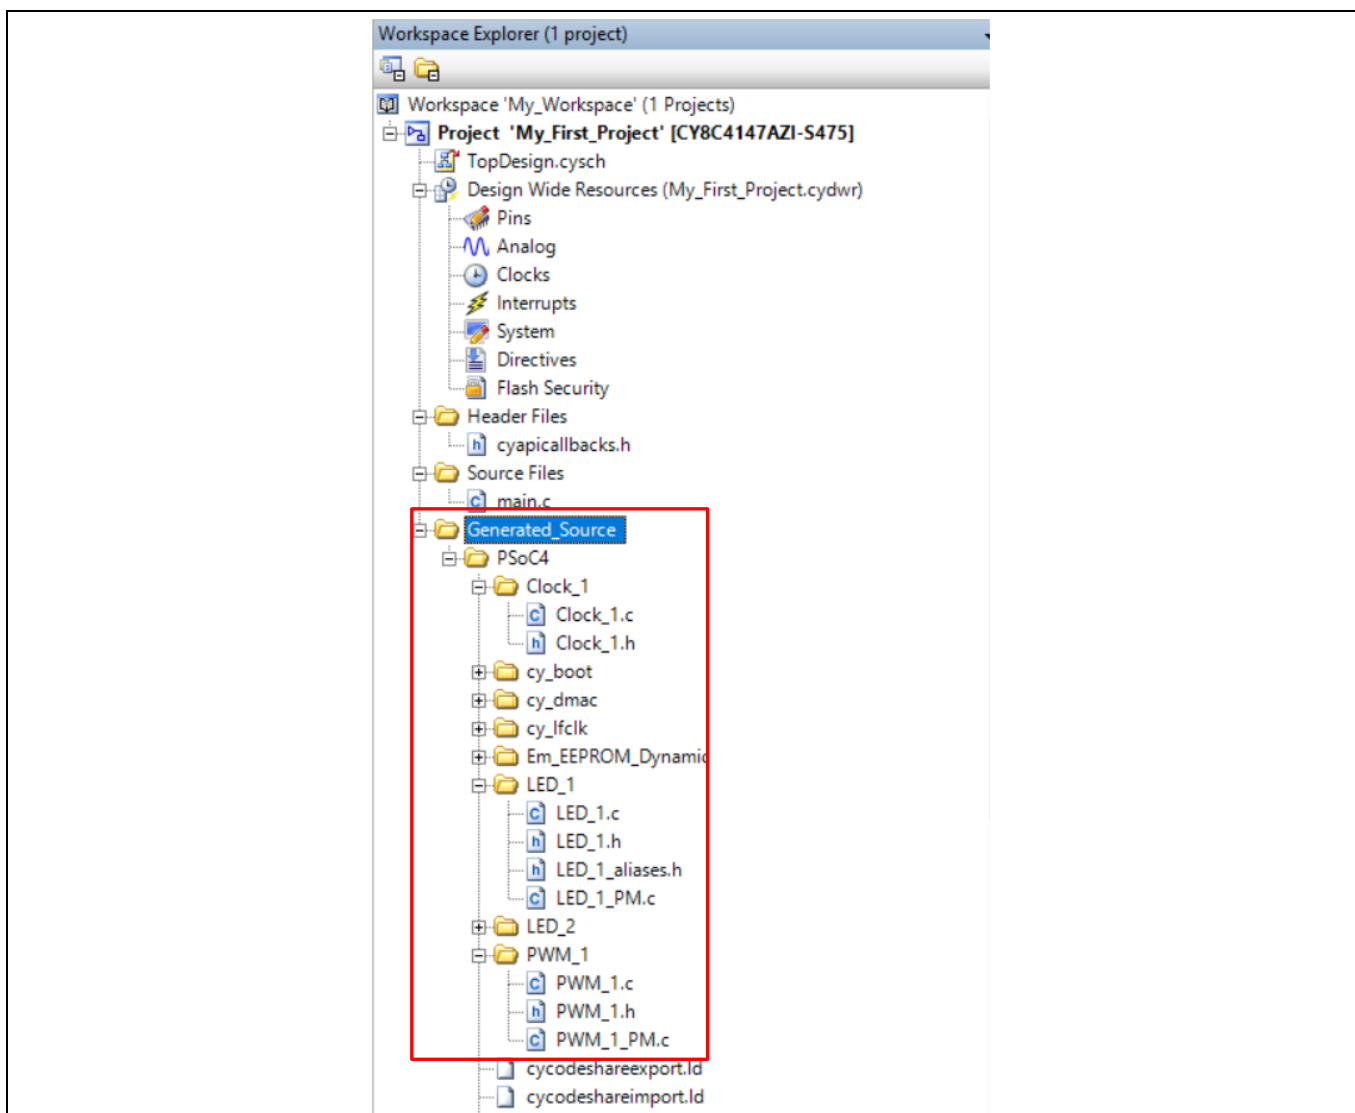 Workspace Explorer (1 project)
Workspace 'My_Workspace' (1 Projects)
Project 'My_First_Project' [CY8C4147AZI-S475]
TopDesign.cysch
Design Wide Resources (My_First_Project.cydwr)
Pins
Analog
Clocks
Interrupts
System
Directives
Flash Security
Header Files
h cyapicallbacks.h
Source Files
c main.c
Generated_Source
PSoC4
Clock_1
c Clock_1.c
h Clock_1.h
cy_boot
cy_dmac
cy_lfclk
Em_EEPROM_Dynamic
LED_1
c LED_1.c
h LED_1.h
h LED_1_aliases.h
c LED_1_PM.c
LED_2
PWM_1
c PWM_1.c
h PWM_1.h
c PWM_1_PM.c
cycodeshareexport.ld
cycodeshareimport.ld